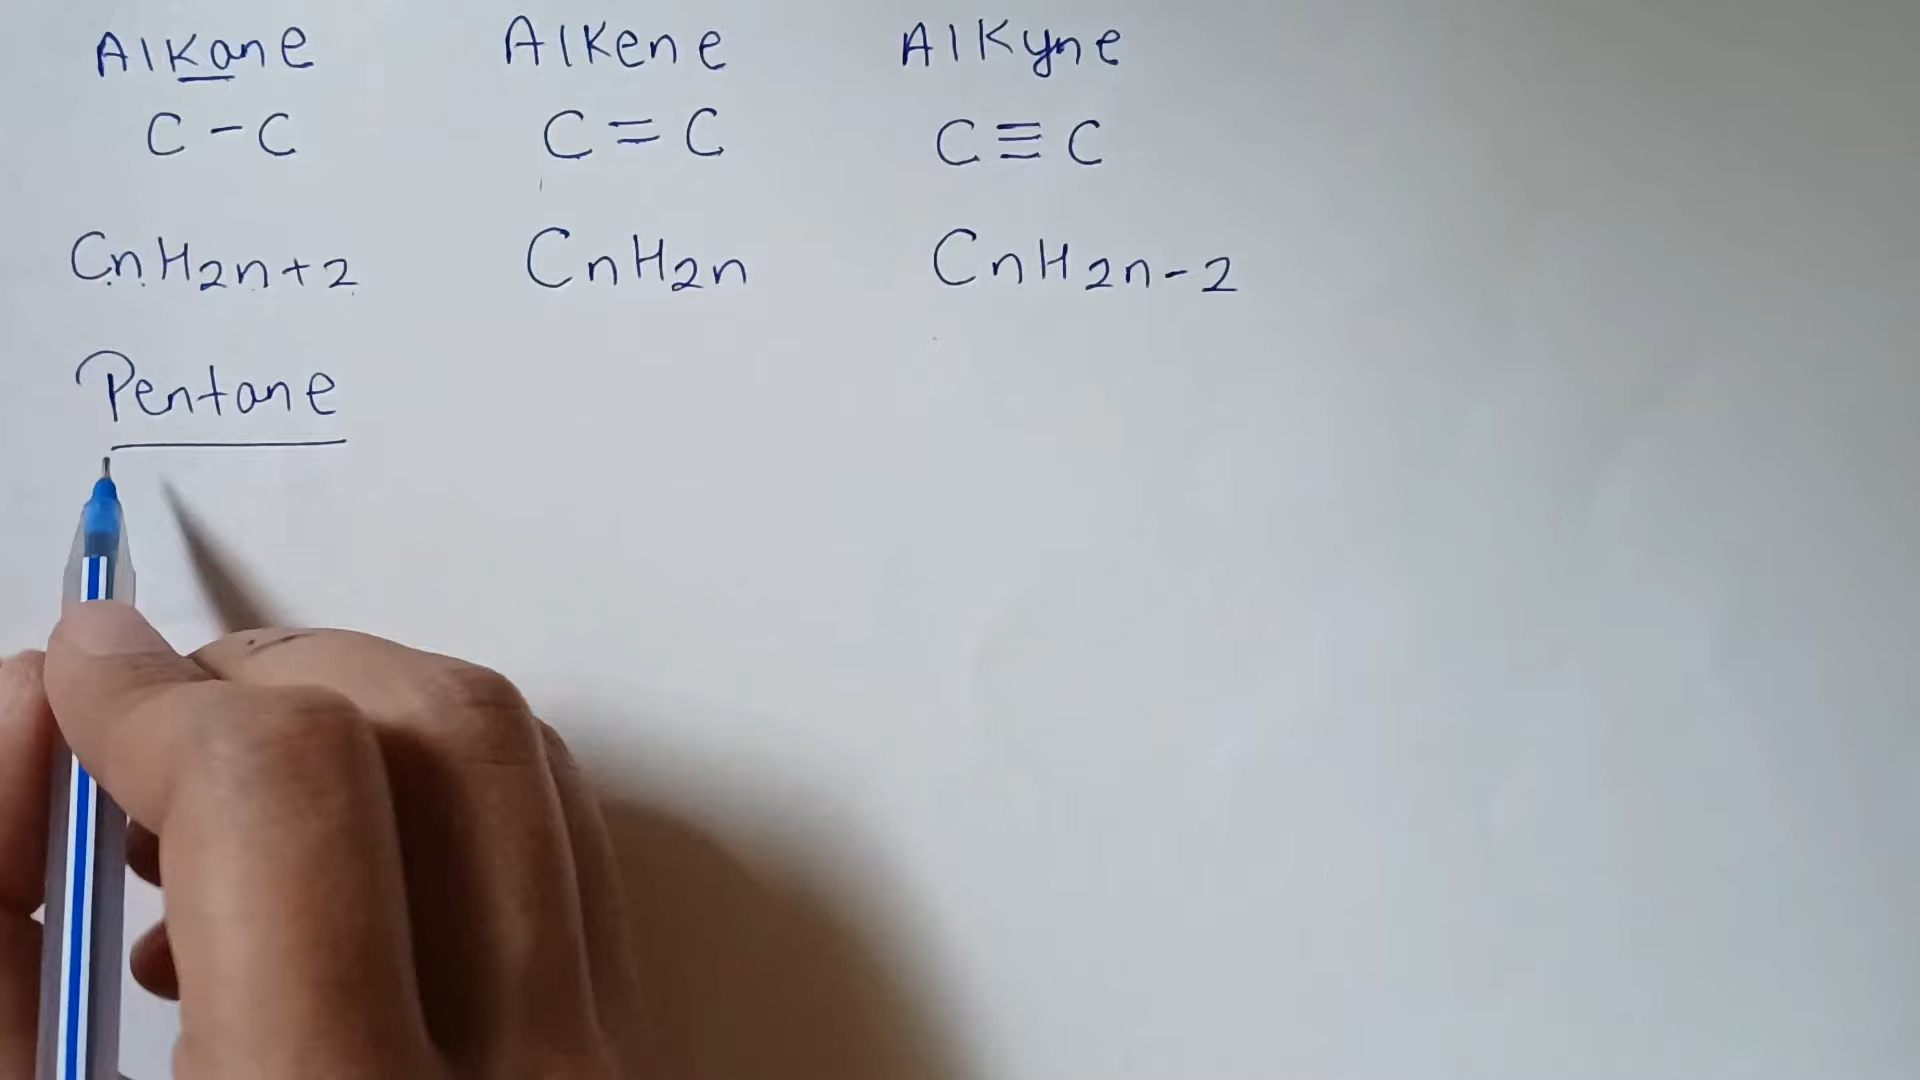 Alkane Alkene Alkyne
C-C C=C C≡C
CnH2n+2 CnH2n CnH2n-2
Pentane